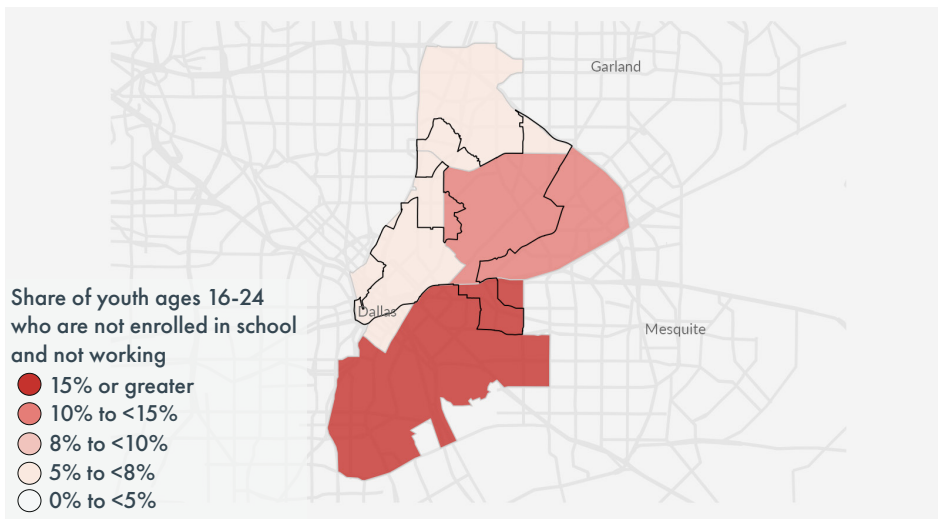 Garland
Dallas
Mesquite
Share of youth ages 16-24
who are not enrolled in school
and not working
15% or greater
10% to <15%
8% to <10%
5% to <8%
0% to <5%